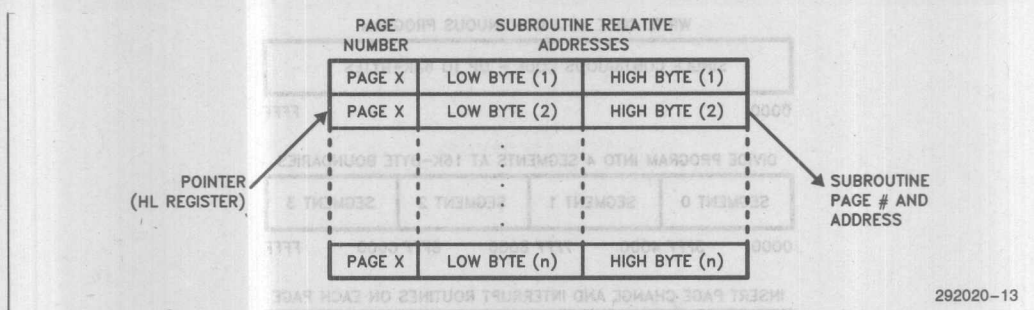 PAGE NUMBER
SUBROUTINE RELATIVE ADDRESSES
PAGE X LOW BYTE (1) HIGH BYTE (1)
PAGE X LOW BYTE (2) HIGH BYTE (2)
POINTER
(HL REGISTER)
SUBROUTINE
PAGE # AND
ADDRESS
PAGE X LOW BYTE (n) HIGH BYTE (n)
292020–13